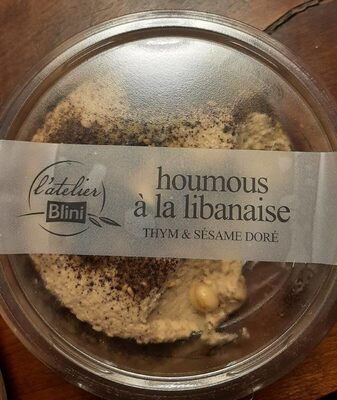 l'atelier
Blini
houmous
à la libanaise
THYM & SÉSAME DORÉ